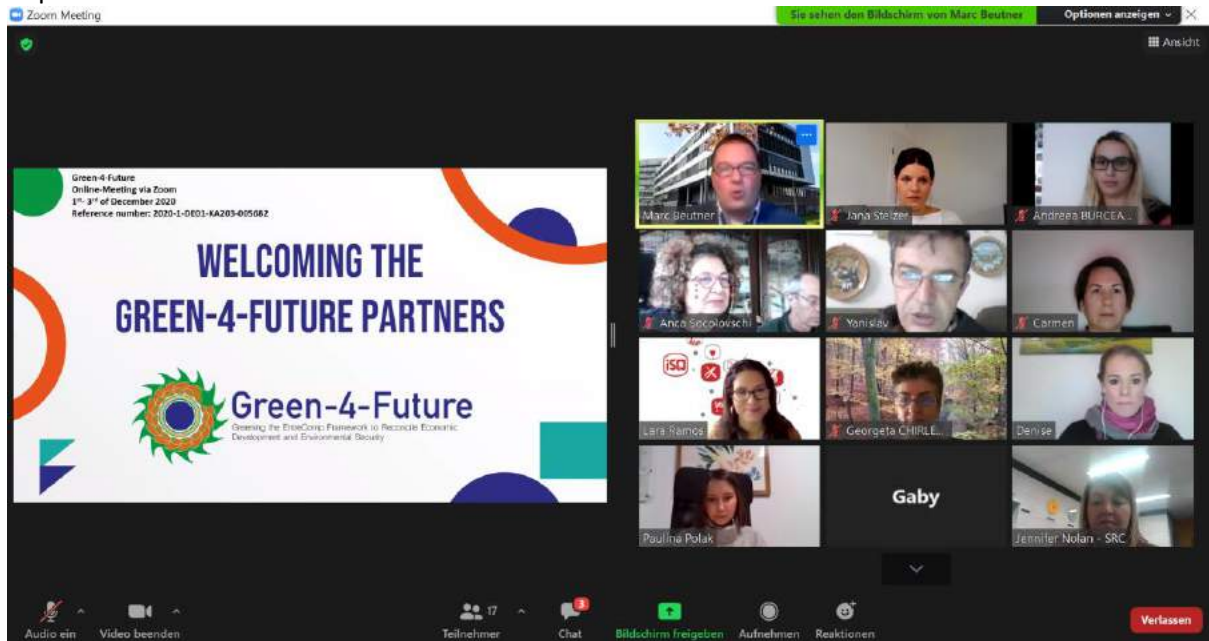 Zoom Meeting
Sie sehen den Bildschirm von Marc Beutner
Optionen anzeigen
Ansicht
Green-4-Future
Online-Meeting via Zoom
1st- 3rd of December 2020
Reference number: 2020-1-DE01-KA203-005682
WELCOMING THE
GREEN-4-FUTURE PARTNERS
Green-4-Future
Greening the EntreComp Framework to Reconcile Economic
Development and Environmental Security
Marc Beutner
Jana Stelzer
Andreea BURCEA...
Anca Socolovschi
Yanislav
Carmen
iSQ
Lara Ramos
Georgeta CHIRLE...
Denise
Paulina Polak
Gaby
Jennifer Nolan - SRC
Audio ein
Video beenden
17
Teilnehmer
3
Chat
Bildschirm freigeben
Aufnehmen
Reaktionen
Verlassen